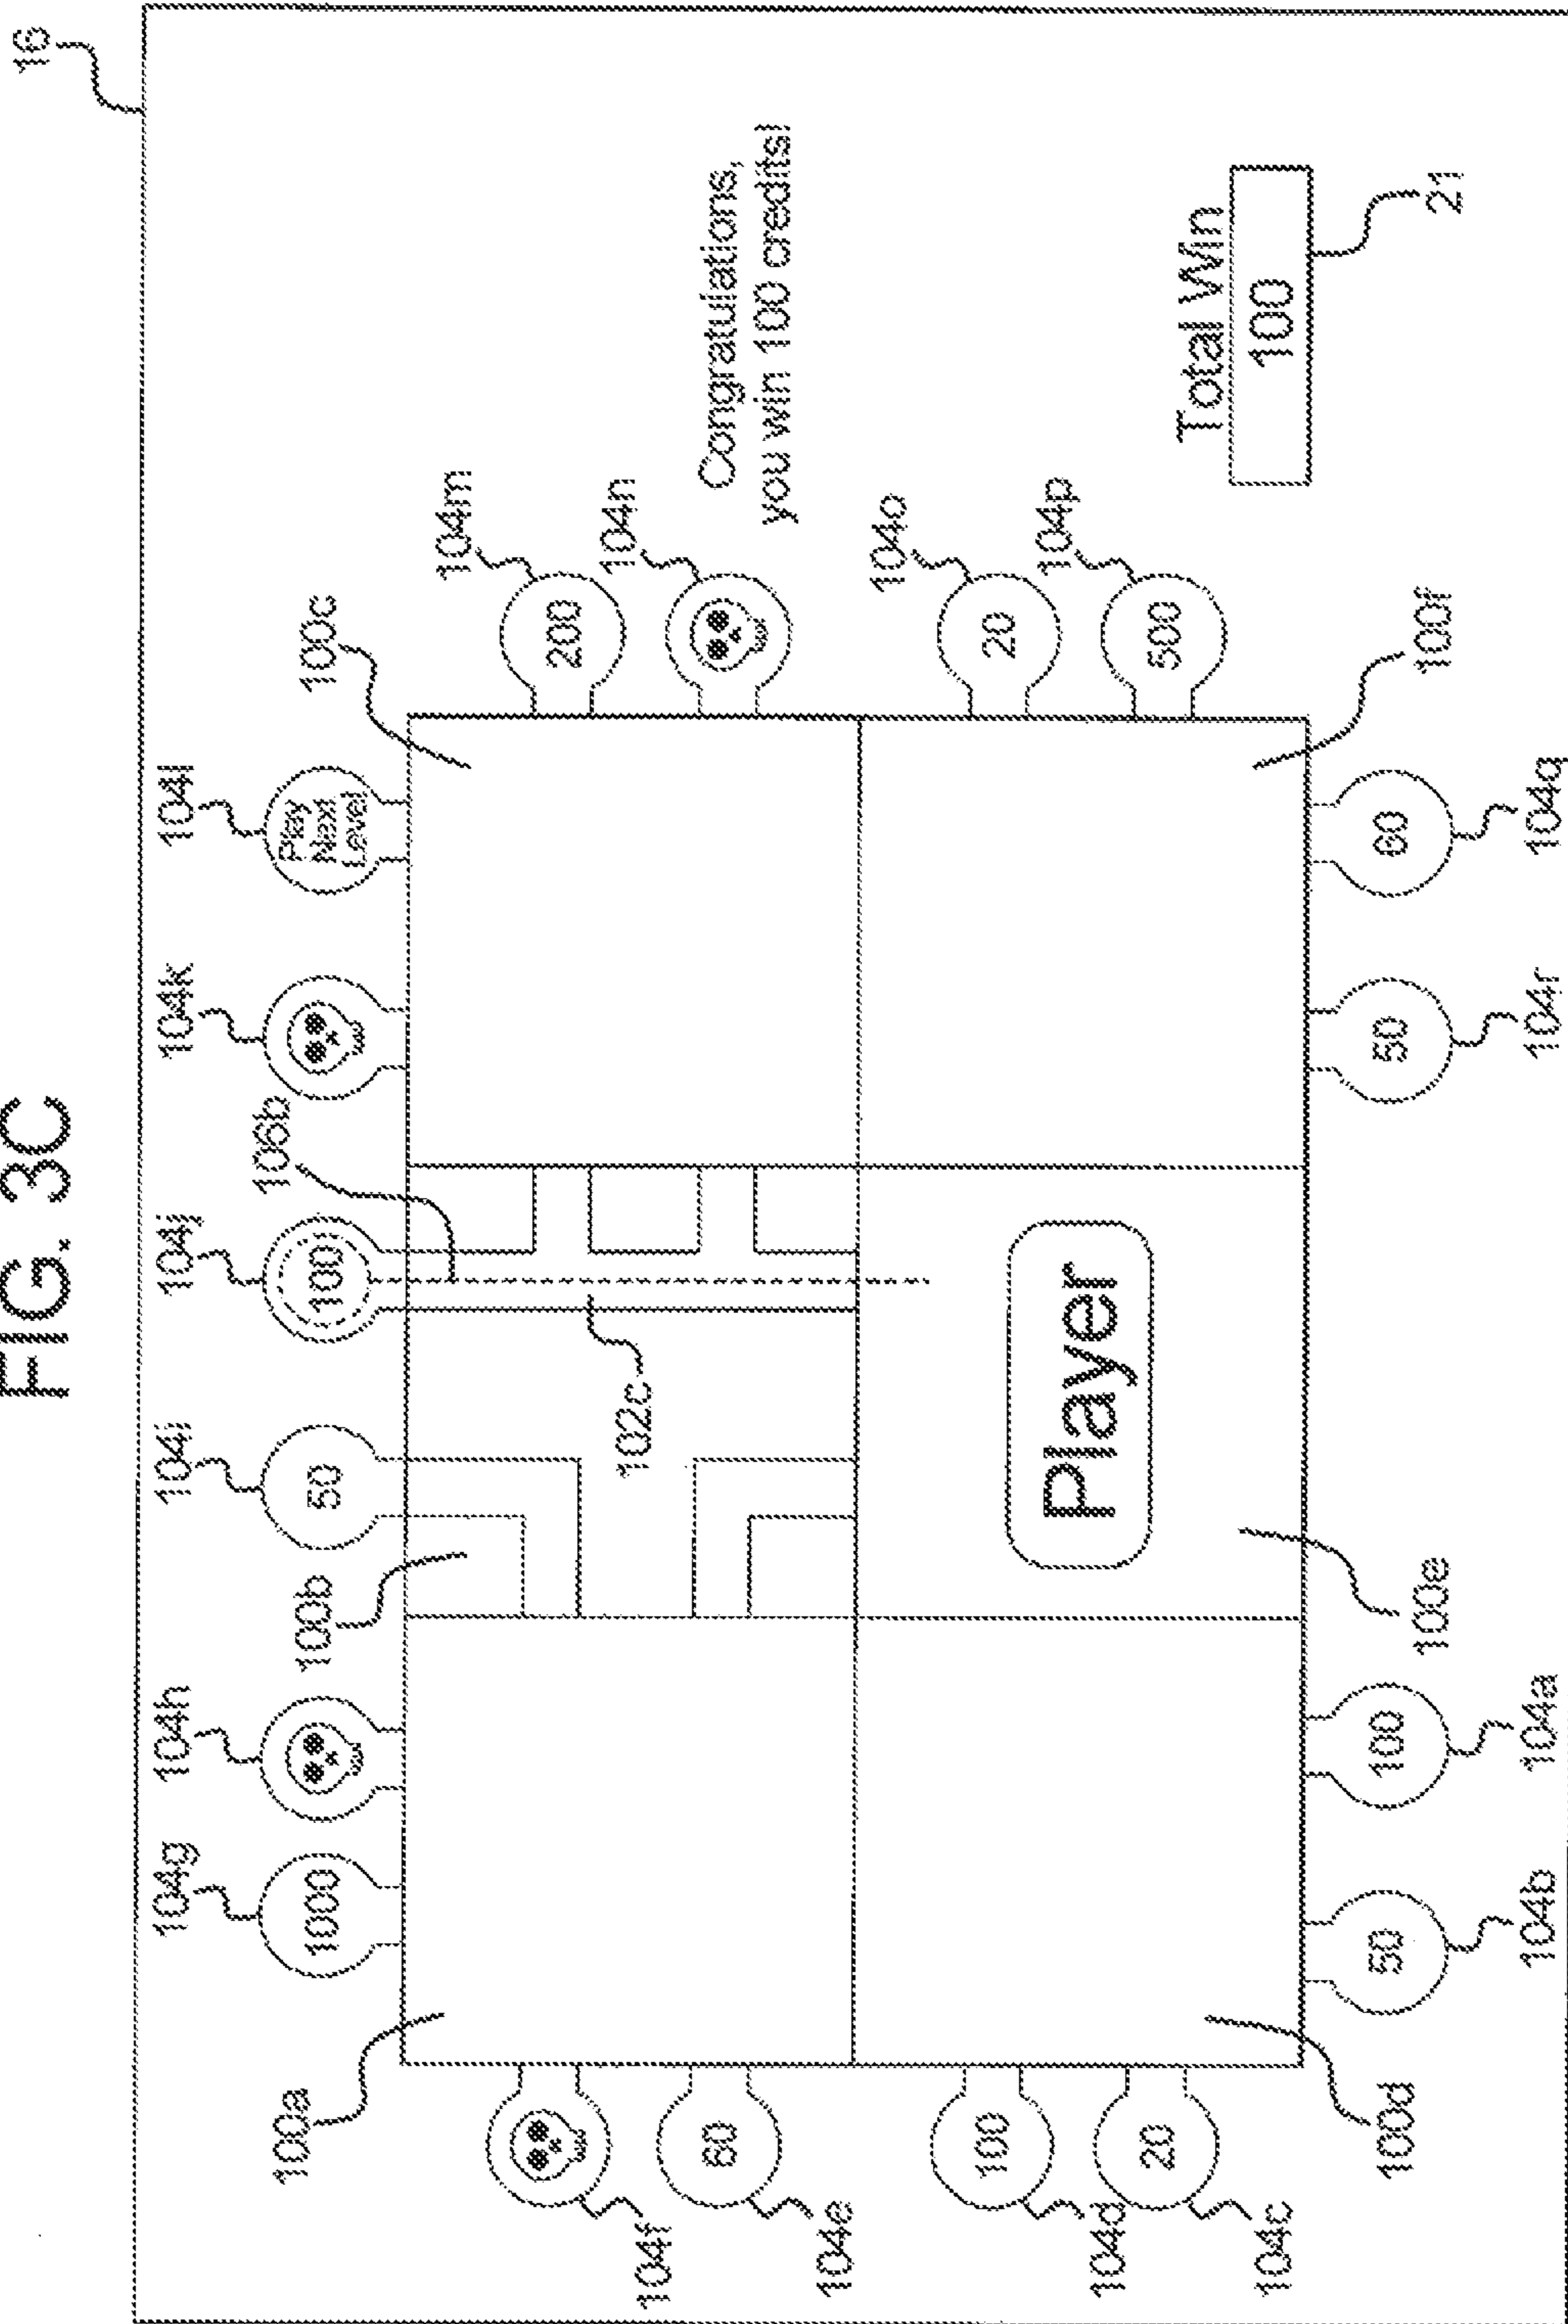 FIG. 3C
16
104g
104h
104i
104j
104k
104l
1000
50
100
Play
Next
Level
106b
100a
100b
100c
104m
200
104f
102c
104n
104e
Congratulations,
you win 100 credits!
104o
100
20
Player
104d
104p
20
500
104c
Total Win
100
50
100
50
60
100d
100e
100f
21
104b
104a
104r
104q